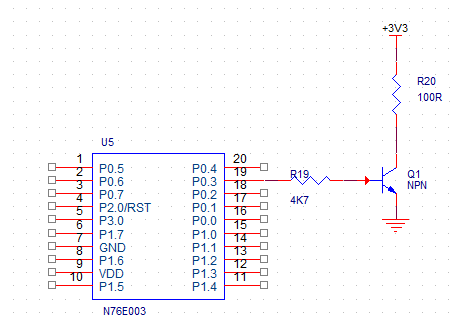 +3V3
R20
100R
U5
1 P0.5 P0.4 20
2 P0.6 P0.3 19
3 P0.7 P0.2 18
4 P2.0/RST P0.1 17
5 P3.0 P0.0 16
6 P1.7 P1.0 15
7 GND P1.1 14
8 P1.6 P1.2 13
9 VDD P1.3 12
10 P1.5 P1.4 11
N76E003
R19
4K7
Q1
NPN